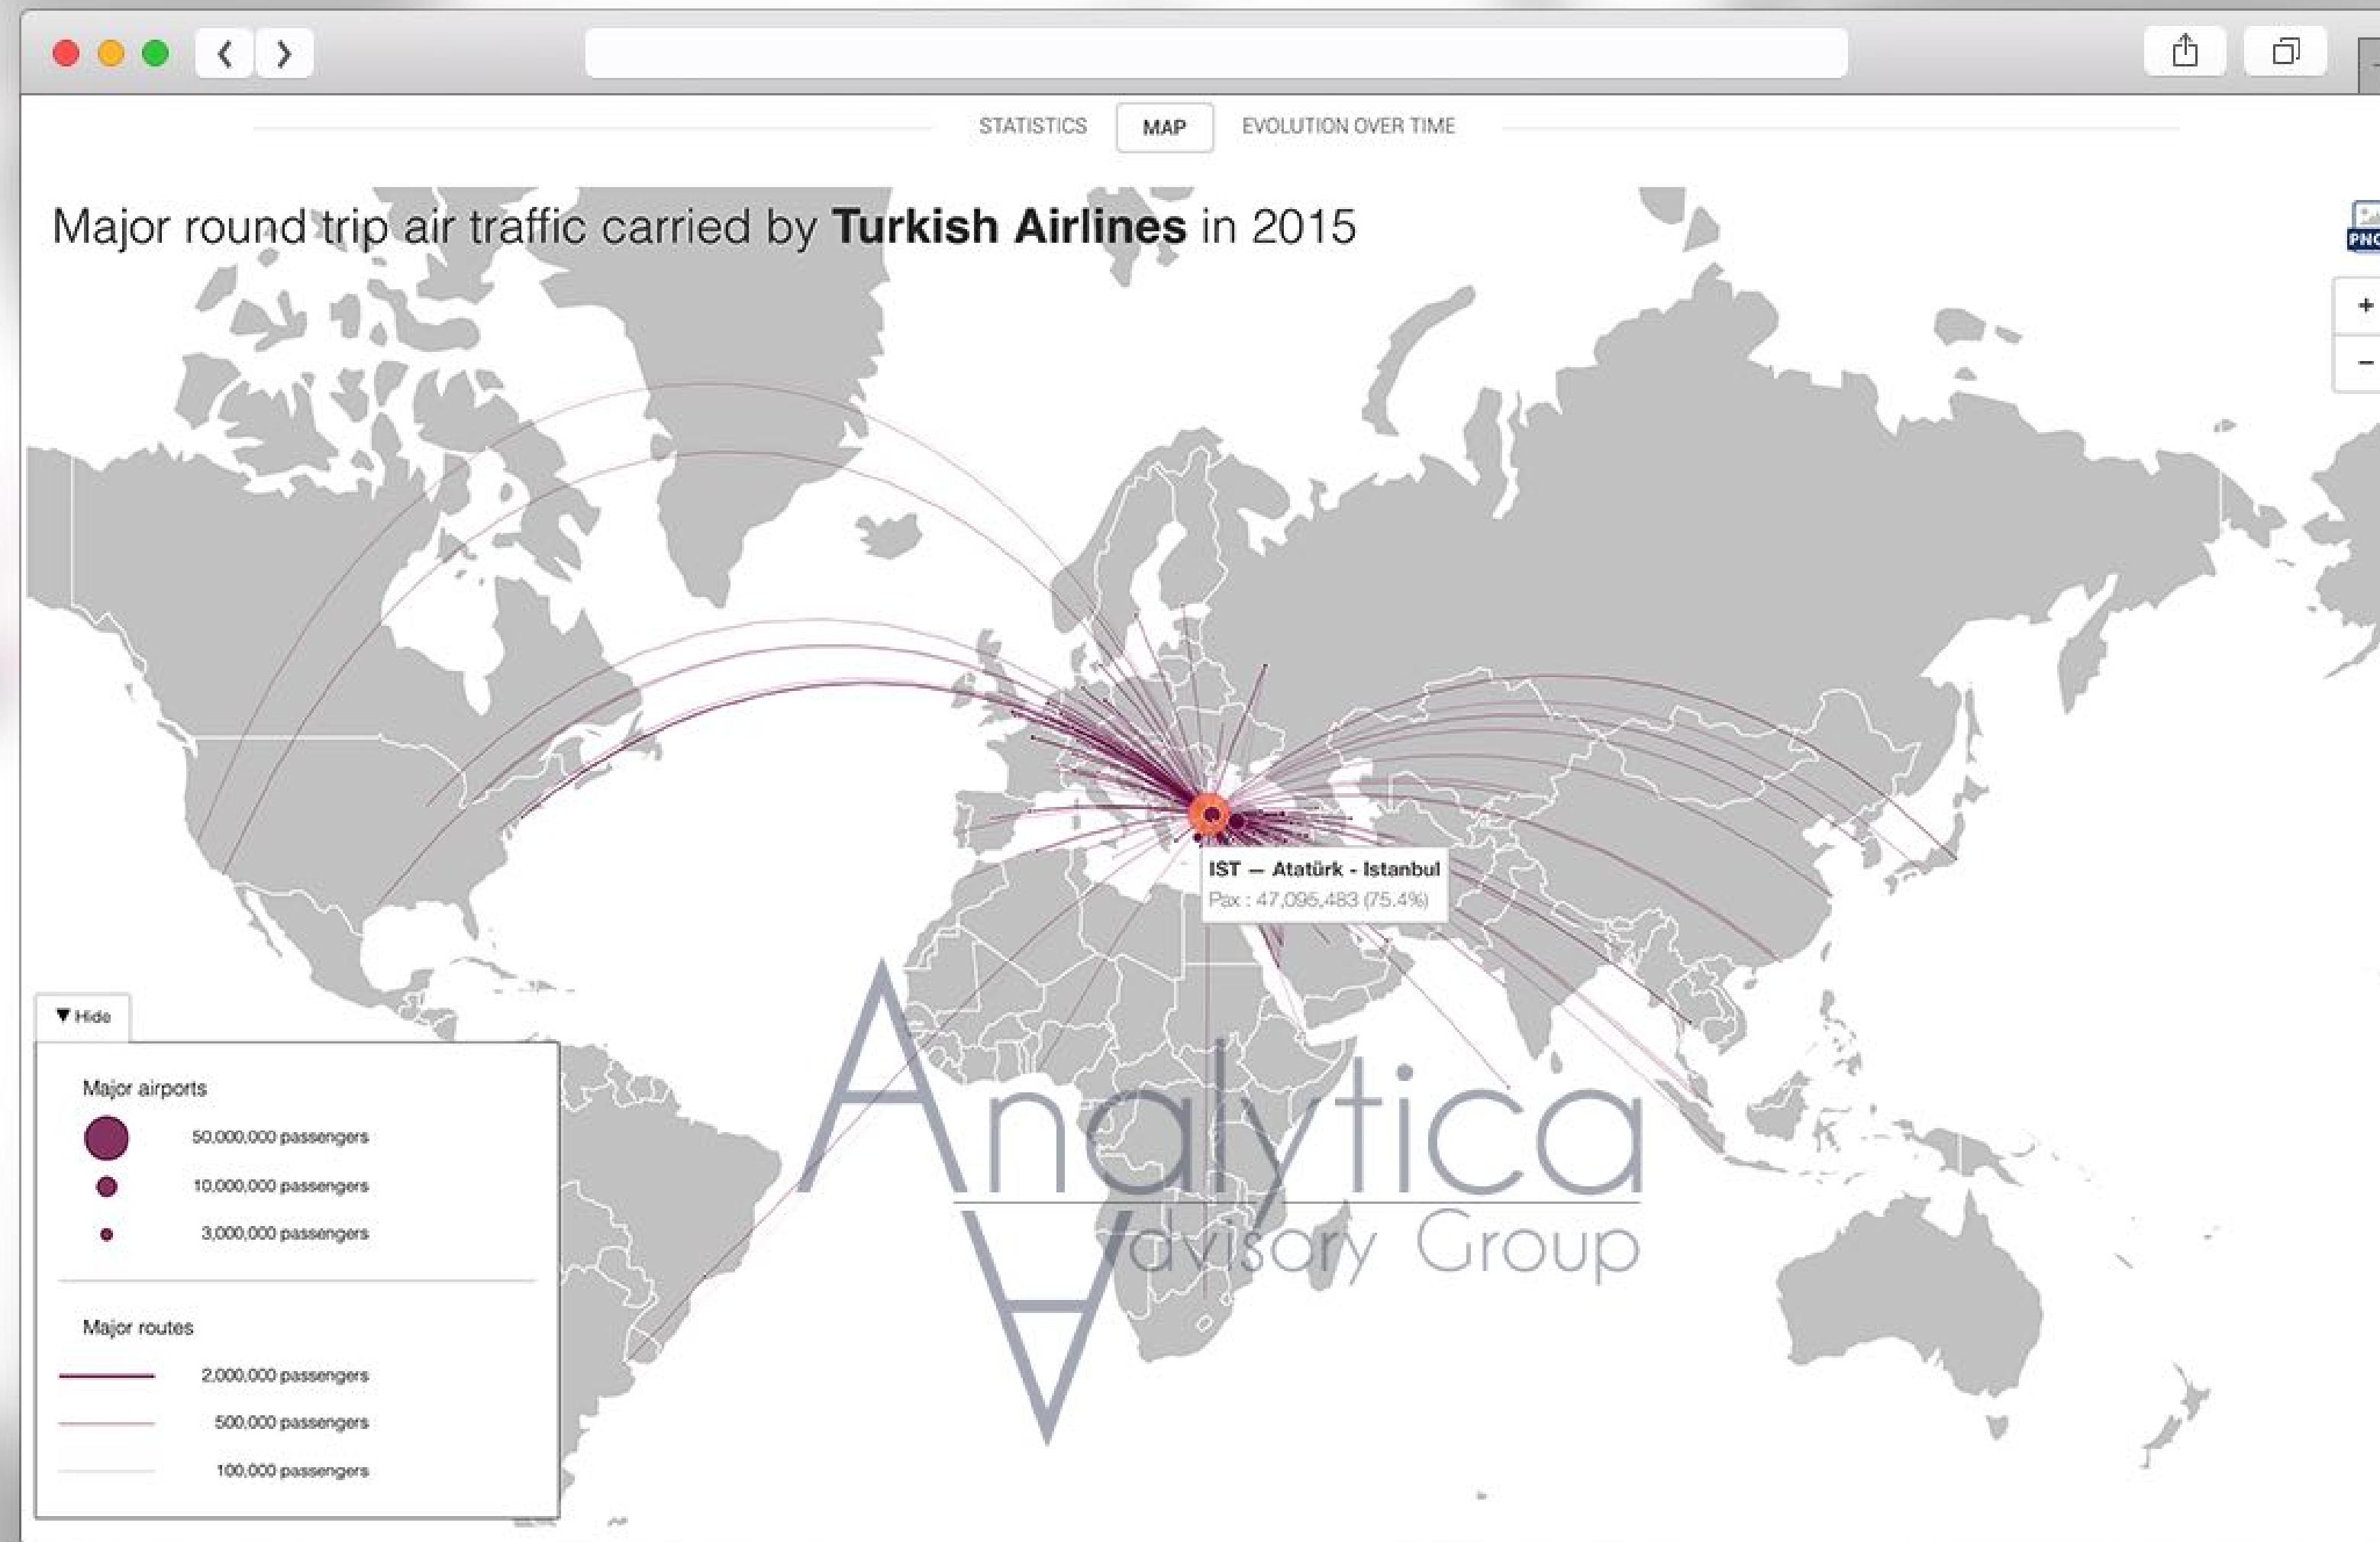 STATISTICS MAP EVOLUTION OVER TIME
Major round trip air traffic carried by Turkish Airlines in 2015
PNG
+
−
IST — Atatürk - Istanbul
Pax : 47,095,483 (75.4%)
▼ Hide
Major airports
50,000,000 passengers
10,000,000 passengers
3,000,000 passengers
Major routes
2,000,000 passengers
500,000 passengers
100,000 passengers
Analytica
Advisory Group